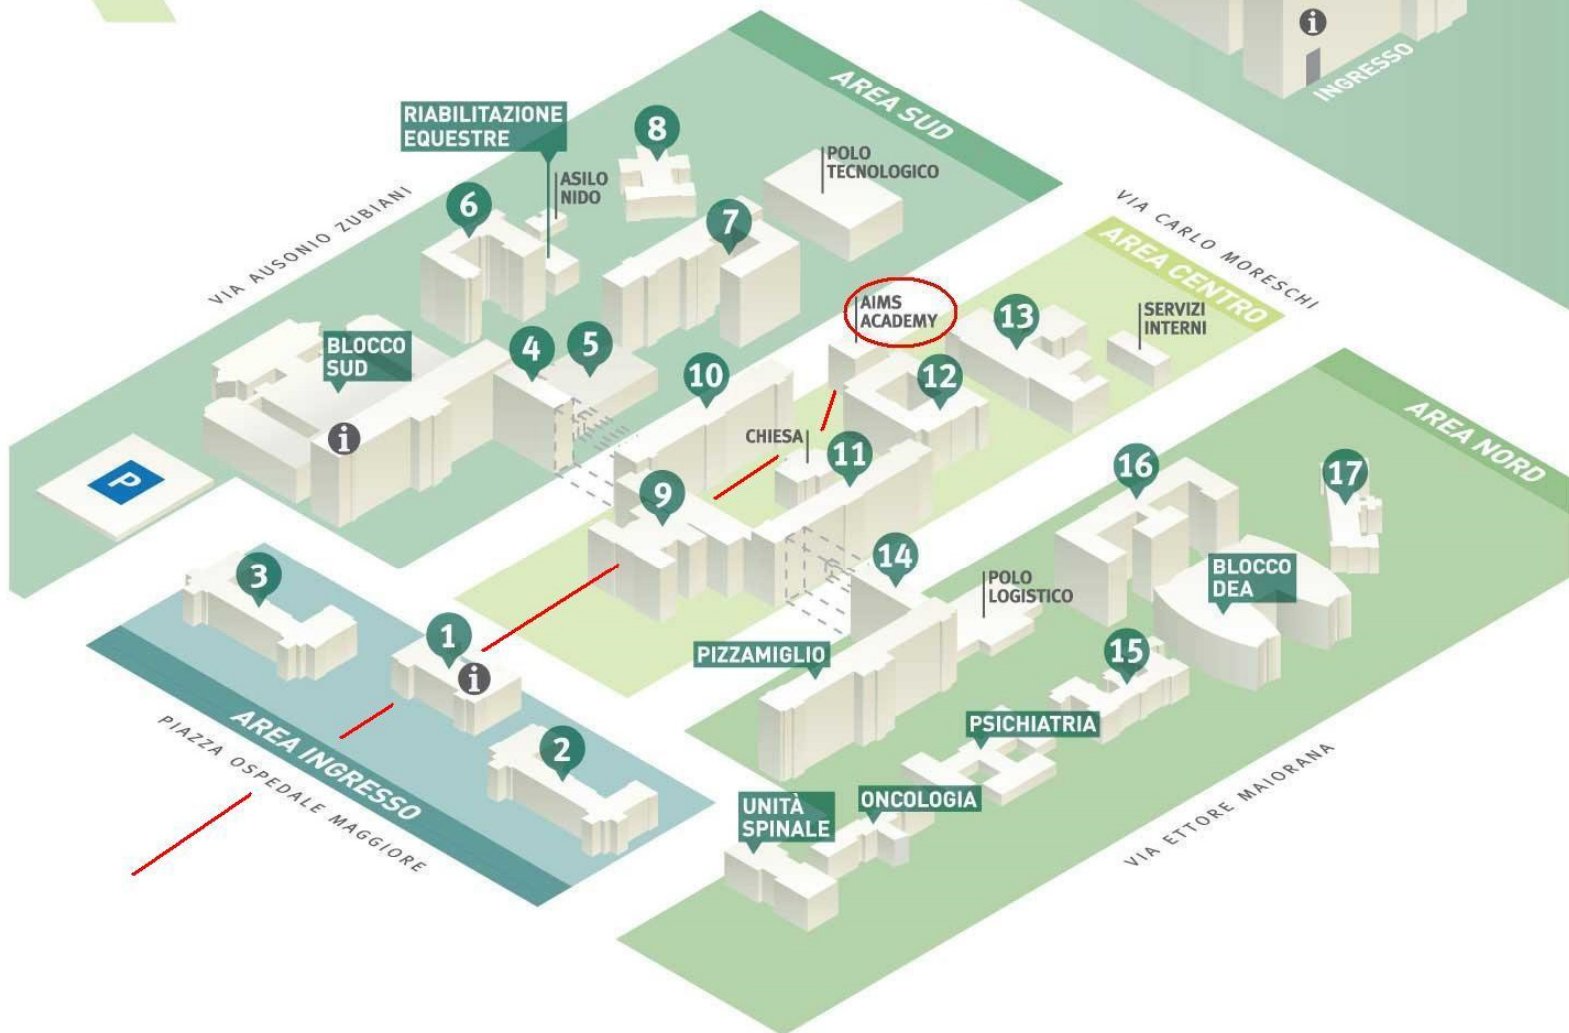 i
INGRESSO
AREA SUD
RIABILITAZIONE
EQUESTRE
8
POLO
TECNOLOGICO
ASILO
NIDO
6
7
VIA AUSONIO ZUBIANI
VIA CARLO MORESCHI
AREA CENTRO
AIMS
ACADEMY
13
SERVIZI
INTERNI
BLOCCO
SUD
4
5
10
12
i
CHIESA
11
AREA NORD
P
9
16
17
14
3
POLO
LOGISTICO
BLOCCO
DEA
1
i
PIZZAMIGLIO
15
AREA INGRESSO
PIAZZA OSPEDALE MAGGIORE
2
PSICHIATRIA
UNITÀ
SPINALE
ONCOLOGIA
VIA ETTORE MAIORANA